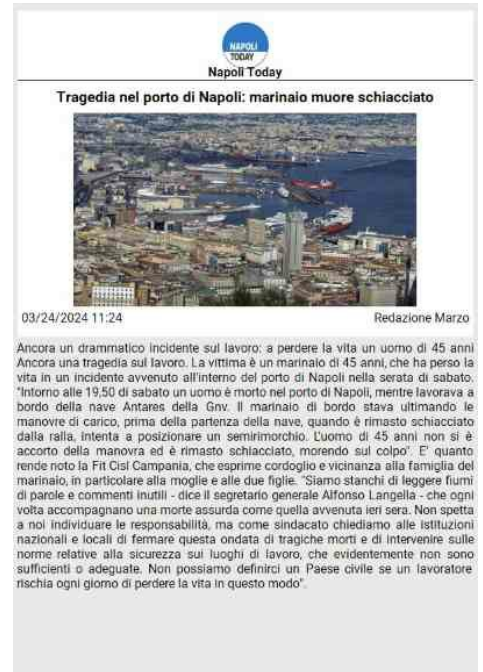 NAPOLI
TODAY
Napoli Today
Tragedia nel porto di Napoli: marinaio muore schiacciato
03/24/2024 11:24
Redazione Marzo
Ancora un drammatico incidente sul lavoro: a perdere la vita un uomo di 45 anni
Ancora una tragedia sul lavoro. La vittima è un marinaio di 45 anni, che ha perso la
vita in un incidente avvenuto all'interno del porto di Napoli nella serata di sabato.
"Intorno alle 19,50 di sabato un uomo è morto nel porto di Napoli, mentre lavorava a
bordo della nave Antares della Gnv. Il marinaio di bordo stava ultimando le
manovre di carico, prima della partenza della nave, quando è rimasto schiacciato
dalla ralla, intenta a posizionare un semirimorchio. L'uomo di 45 anni non si è
accorto della manovra ed è rimasto schiacciato, morendo sul colpo". E' quanto
rende noto la Fit Cisl Campania, che esprime cordoglio e vicinanza alla famiglia del
marinaio, in particolare alla moglie e alle due figlie. "Siamo stanchi di leggere fiumi
di parole e commenti inutili - dice il segretario generale Alfonso Langella - che ogni
volta accompagnano una morte assurda come quella avvenuta ieri sera. Non spetta
a noi individuare le responsabilità, ma come sindacato chiediamo alle istituzioni
nazionali e locali di fermare questa ondata di tragiche morti e di intervenire sulle
norme relative alla sicurezza sui luoghi di lavoro, che evidentemente non sono
sufficienti o adeguate. Non possiamo definirci un Paese civile se un lavoratore
rischia ogni giorno di perdere la vita in questo modo".